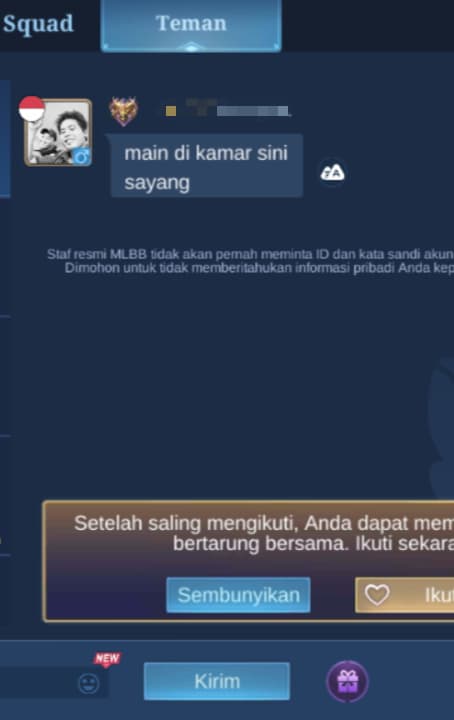 Squad
Teman
main di kamar sini
sayang
Staf resmi MLBB tidak akan pernah meminta ID dan kata sandi akun
Dimohon untuk tidak memberitahukan informasi pribadi Anda kep
Setelah saling mengikuti, Anda dapat mem
bertarung bersama. Ikuti sekara
Sembunyikan
Ikut
NEW
Kirim